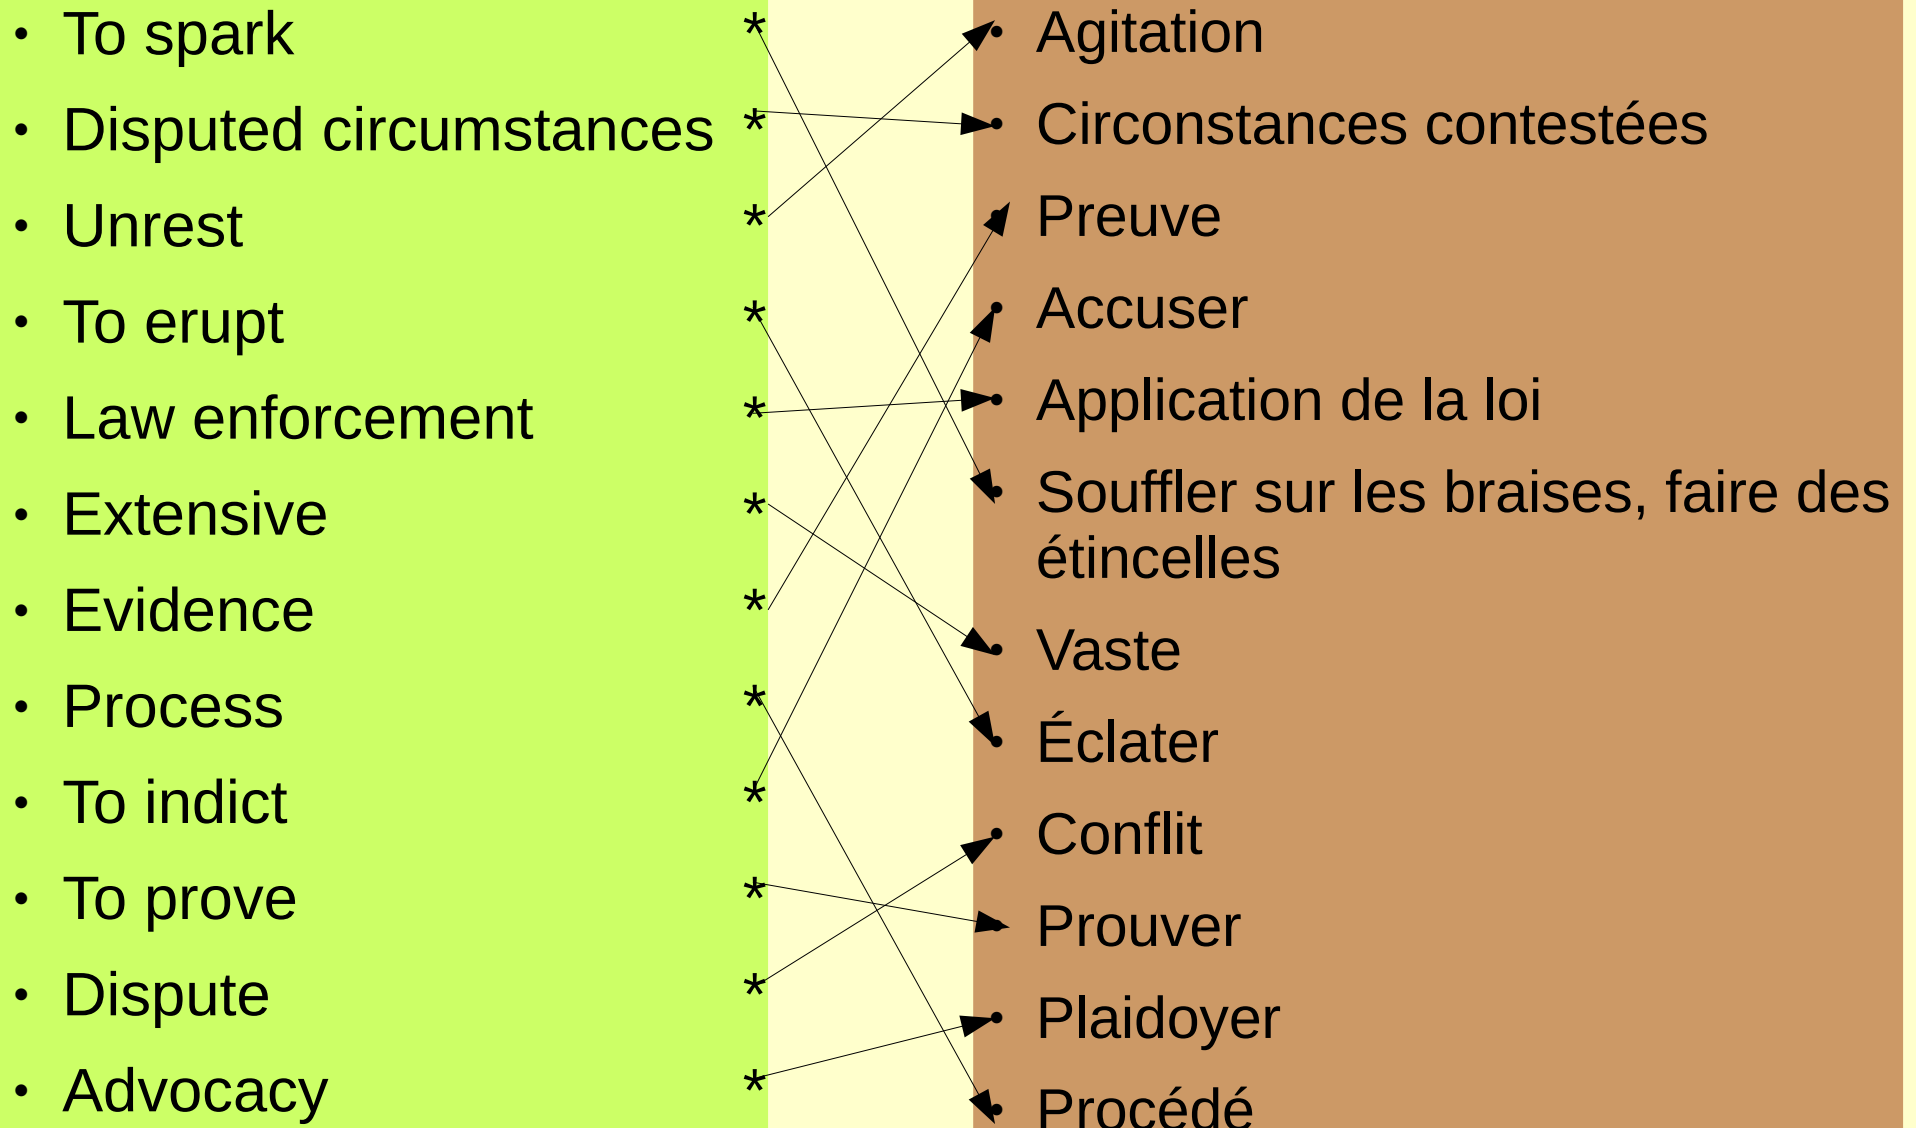 • To spark *
• Disputed circumstances *
• Unrest *
• To erupt *
• Law enforcement *
• Extensive *
• Evidence *
• Process *
• To indict *
• To prove *
• Dispute *
• Advocacy *
• Agitation
• Circonstances contestées
• Preuve
• Accuser
• Application de la loi
• Souffler sur les braises, faire des
étincelles
• Vaste
• Éclater
• Conflit
• Prouver
• Plaidoyer
• Procédé